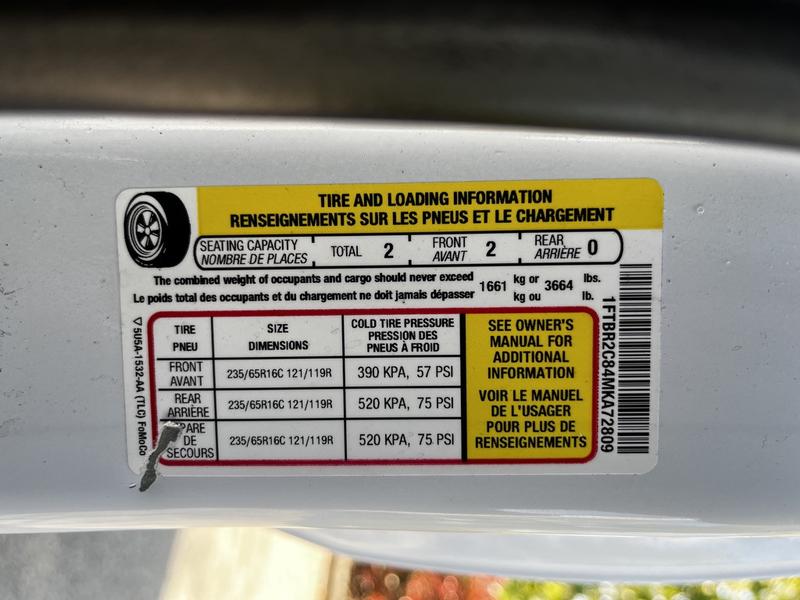 TIRE AND LOADING INFORMATION
RENSEIGNEMENTS SUR LES PNEUS ET LE CHARGEMENT
SEATING CAPACITY
NOMBRE DE PLACES
TOTAL 2
FRONT
AVANT
2
REAR
ARRIÈRE
0
The combined weight of occupants and cargo should never exceed
Le poids total des occupants et du chargement ne doit jamais dépasser
1661
kg or
kg ou
3664
lbs.
lb.
TIRE
PNEU
SIZE
DIMENSIONS
COLD TIRE PRESSURE
PRESSION DES
PNEUS À FROID
FRONT
AVANT
235/65R16C 121/119R
390 KPA, 57 PSI
REAR
ARRIÈRE
235/65R16C 121/119R
520 KPA, 75 PSI
DE
SECOURS
235/65R16C 121/119R
520 KPA, 75 PSI
SEE OWNER'S
MANUAL FOR
ADDITIONAL
INFORMATION
VOIR LE MANUEL
DE L'USAGER
POUR PLUS DE
RENSEIGNEMENTS
▽ 5U5A-1532-AA (TLC) FoMoCo
1FTBR2C84MKA72809